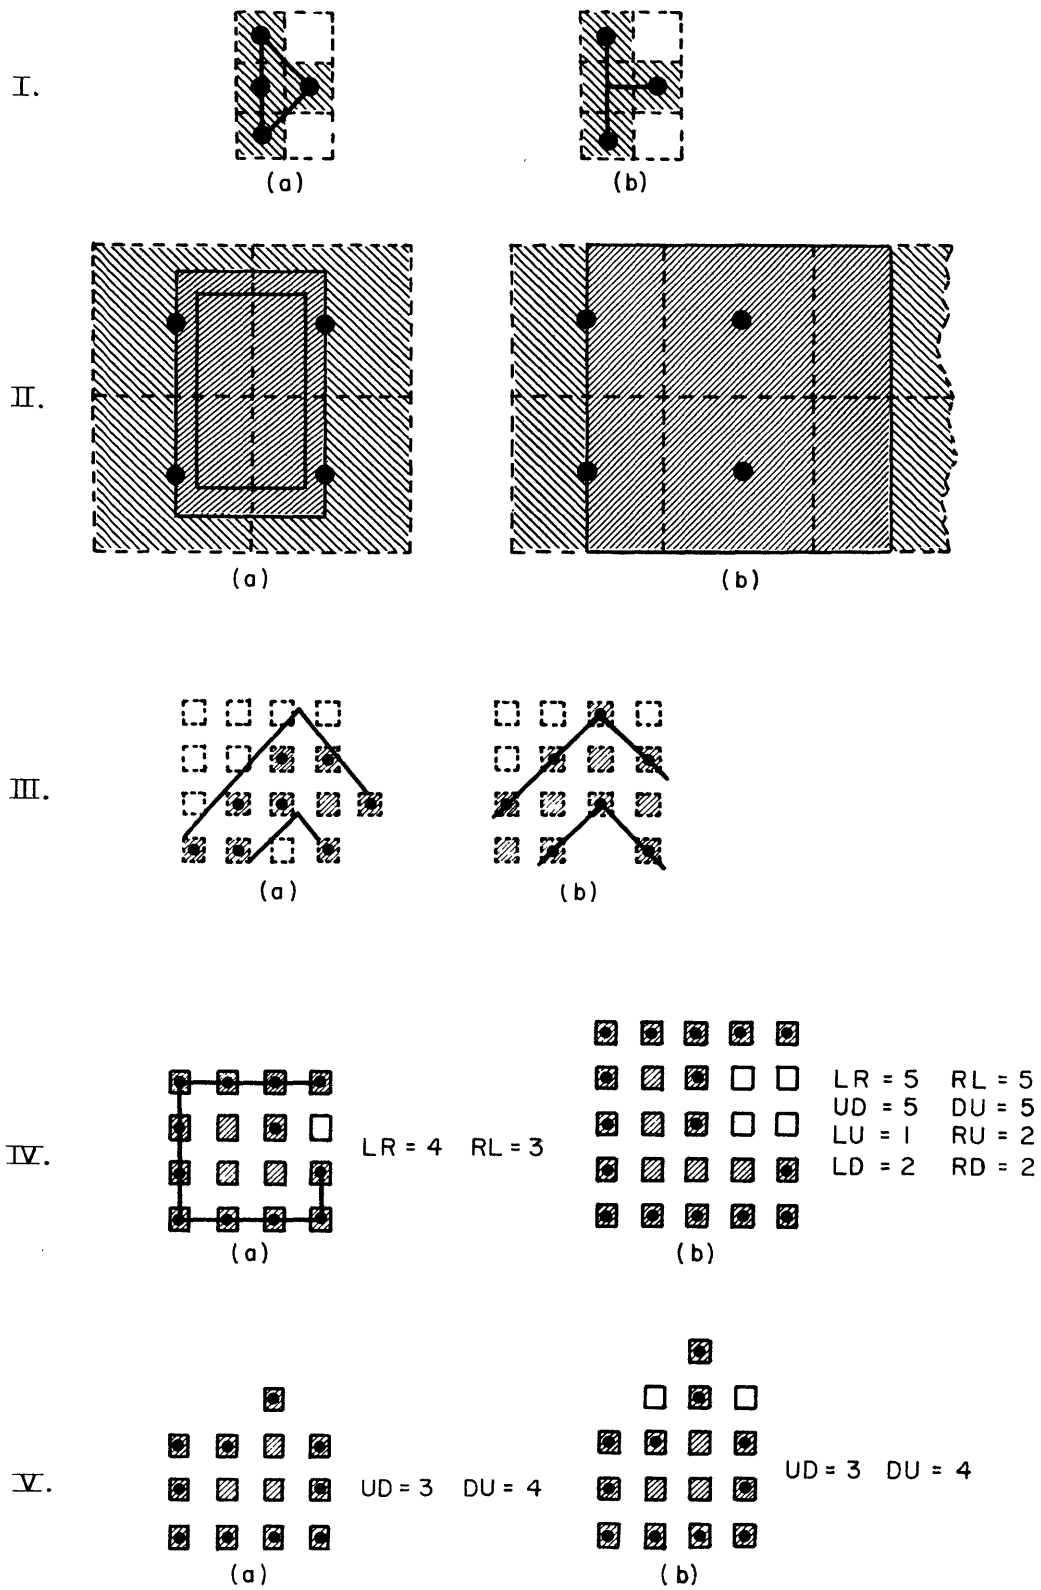 I.
(a) (b)
II.
(a) (b)
III.
(a) (b)
IV.
LR = 4 RL = 3
LR = 5 RL = 5
UD = 5 DU = 5
LU = 1 RU = 2
LD = 2 RD = 2
(a) (b)
V.
UD = 3 DU = 4
UD = 3 DU = 4
(a) (b)